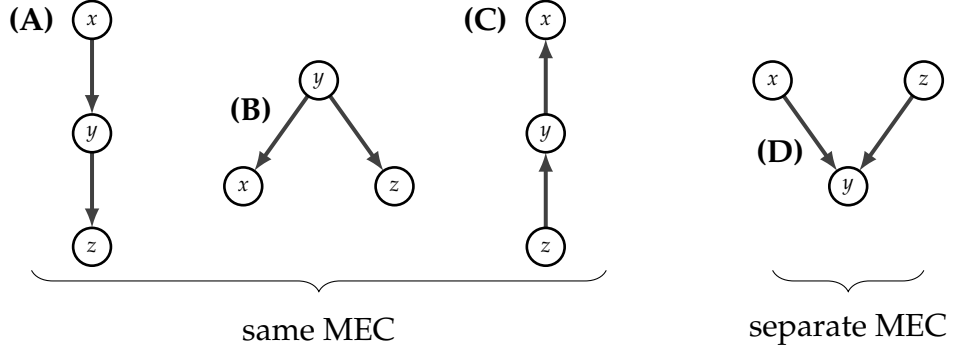 (A) x
y
z
y
(B)
x z
(C) x
y
z
x z
(D)
y
same MEC
separate MEC